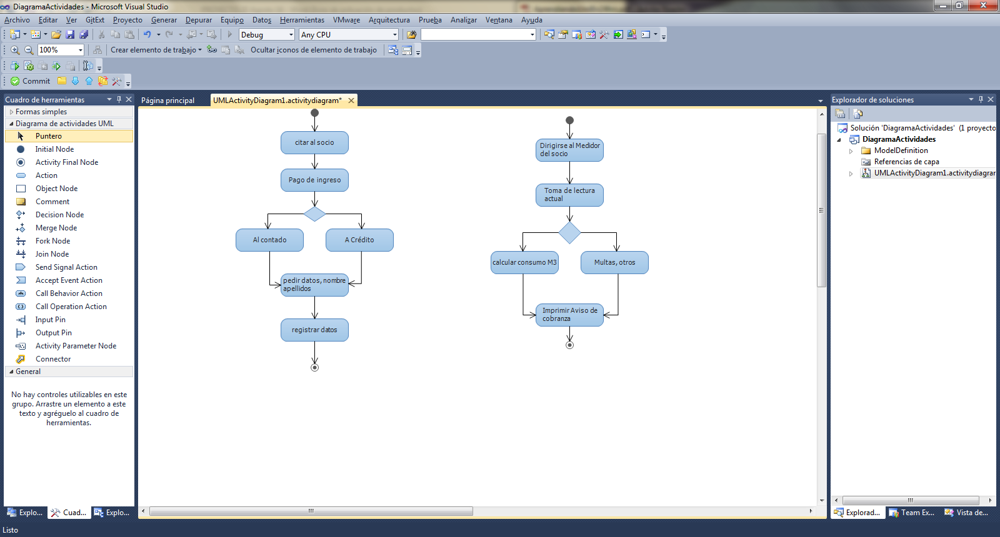 DiagramaActividades - Microsoft Visual Studio
Archivo Editar Ver GitExt Proyecto Generar Depurar Equipo Datos Herramientas VMware Arquitectura Prueba Analizar Ventana Ayuda
Debug Any CPU
100% Crear elemento de trabajo Ocultar iconos de elemento de trabajo
Commit
Cuadro de herramientas
Formas simples
Diagrama de actividades UML
Puntero
Initial Node
Activity Final Node
Action
Object Node
Comment
Decision Node
Merge Node
Fork Node
Join Node
Send Signal Action
Accept Event Action
Call Behavior Action
Call Operation Action
Input Pin
Output Pin
Activity Parameter Node
Connector
General
No hay controles utilizables en este
grupo. Arrastre un elemento a este
texto y agréguelo al cuadro de
herramientas.
Explo... Cuad... Explo...
Página principal UMLActivityDiagram1.activitydiagram*
citar al socio
Pago de ingreso
Al contado
A Crédito
pedir datos, nombre
apellidos
registrar datos
Dirigirse al Medidor
del socio
Toma de lectura
actual
calcular consumo M3
Multas, otros
Imprimir Aviso de
cobranza
Explorador de soluciones
Solución 'DiagramaActividades' (1 proyecto
DiagramaActividades
ModelDefinition
Referencias de capa
UMLActivityDiagram1.activitydiagrar
Explorad... Team Ex... Vista de...
Listo